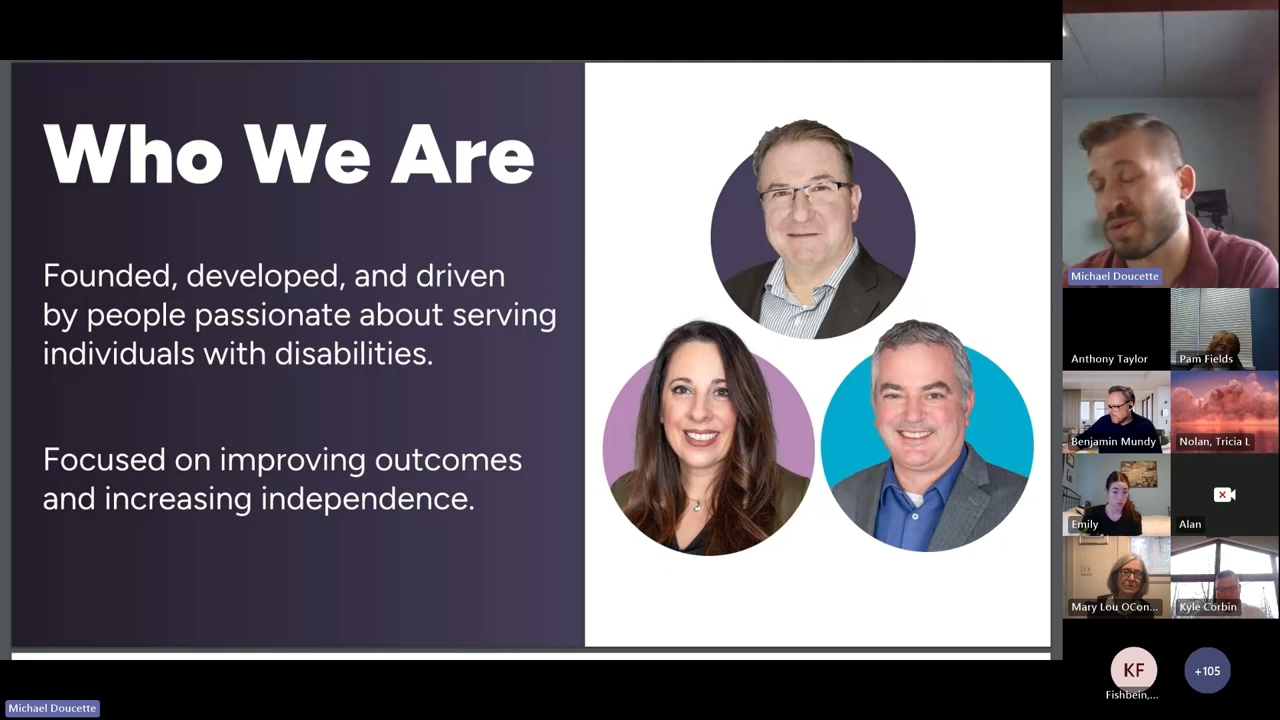 Who We Are
Founded, developed, and driven
by people passionate about serving
individuals with disabilities.
Focused on improving outcomes
and increasing independence.
Michael Doucette
Anthony Taylor
Pam Fields
Benjamin Mundy
Nolan, Tricia L
Emily
Alan
Mary Lou OCon...
Kyle Corbin
KF
Fishbein,...
+105
Michael Doucette